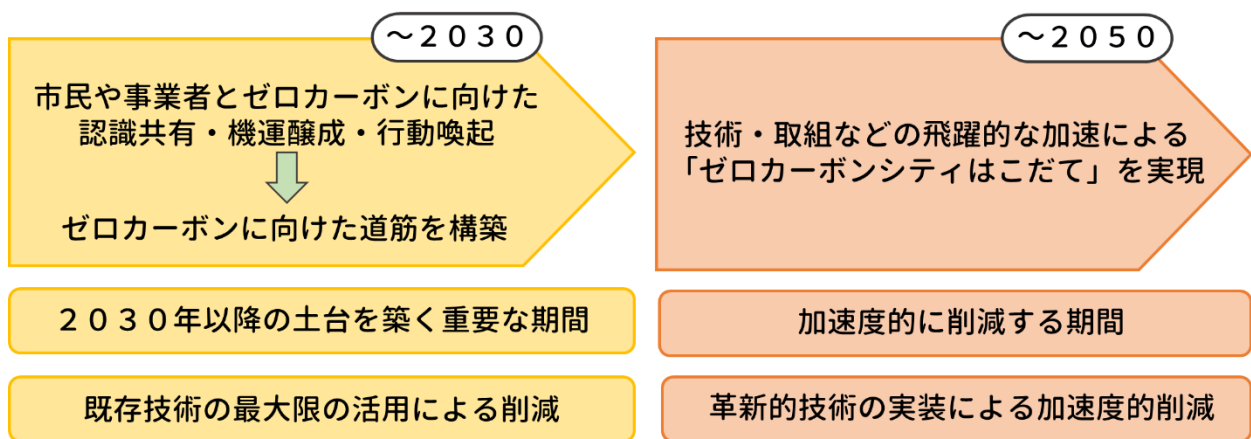 ～２０３０
市民や事業者とゼロカーボンに向けた
認識共有・機運醸成・行動喚起
ゼロカーボンに向けた道筋を構築
２０３０年以降の土台を築く重要な期間
既存技術の最大限の活用による削減
～２０５０
技術・取組などの飛躍的な加速による
「ゼロカーボンシティはこだて」を実現
加速度的に削減する期間
革新的技術の実装による加速度的削減